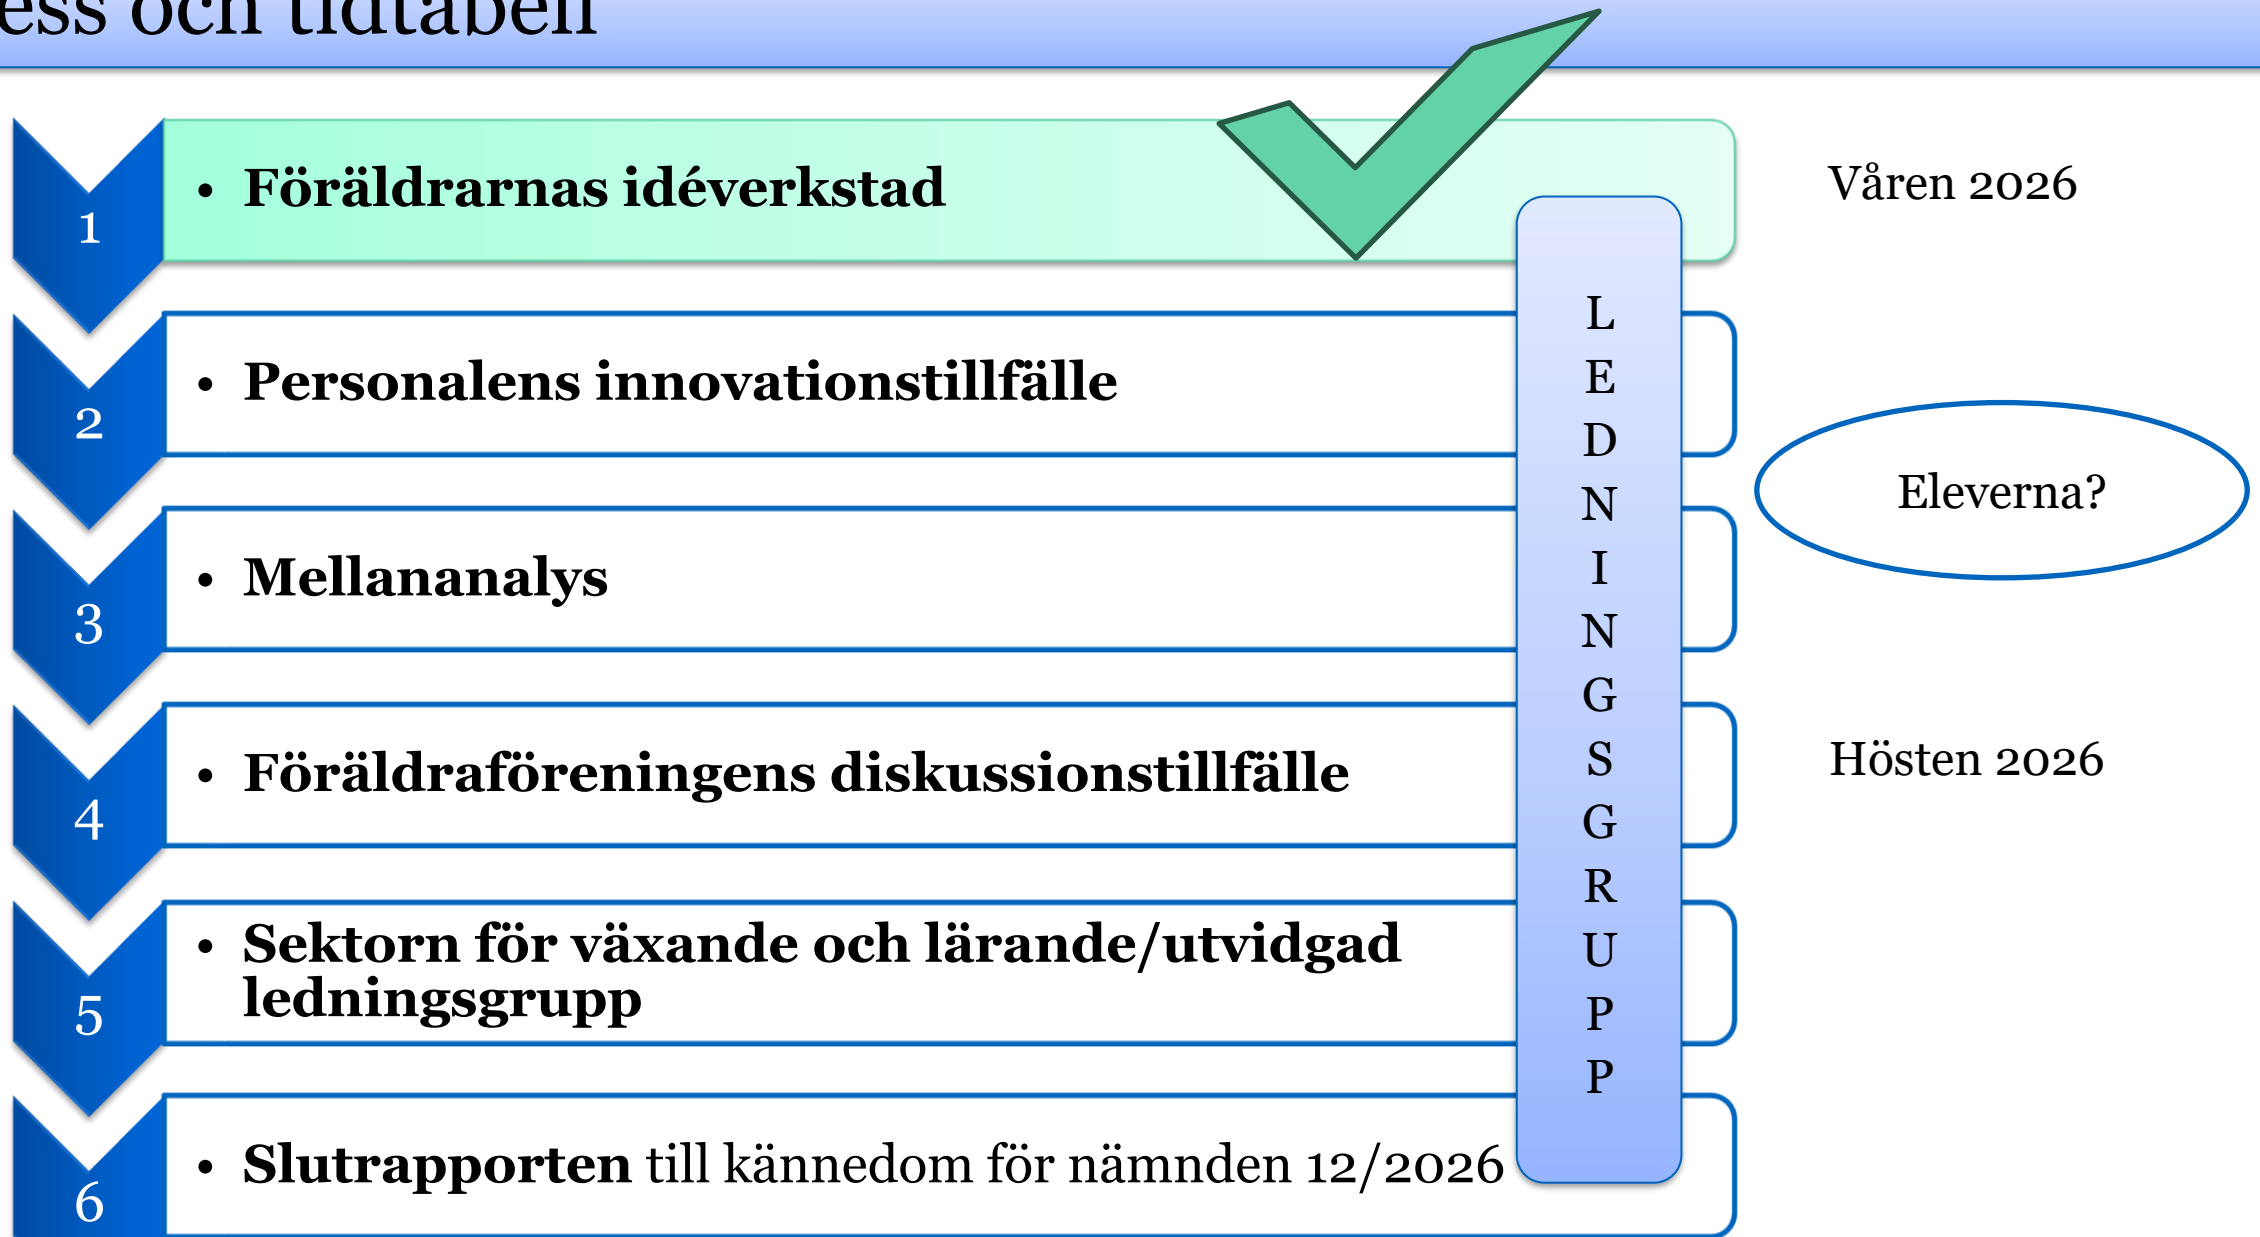 ess och tidtabell
1
• Föräldrarnas idéverkstad
Våren 2026
2
• Personalens innovationstillfälle
Eleverna?
3
• Mellananalys
4
• Föräldraföreningens diskussionstillfälle
Hösten 2026
5
• Sektorn för växande och lärande/utvidgad
ledningsgrupp
6
• Slutrapporten till kännedom för nämnden 12/2026
L
E
D
N
I
N
G
S
G
R
U
P
P